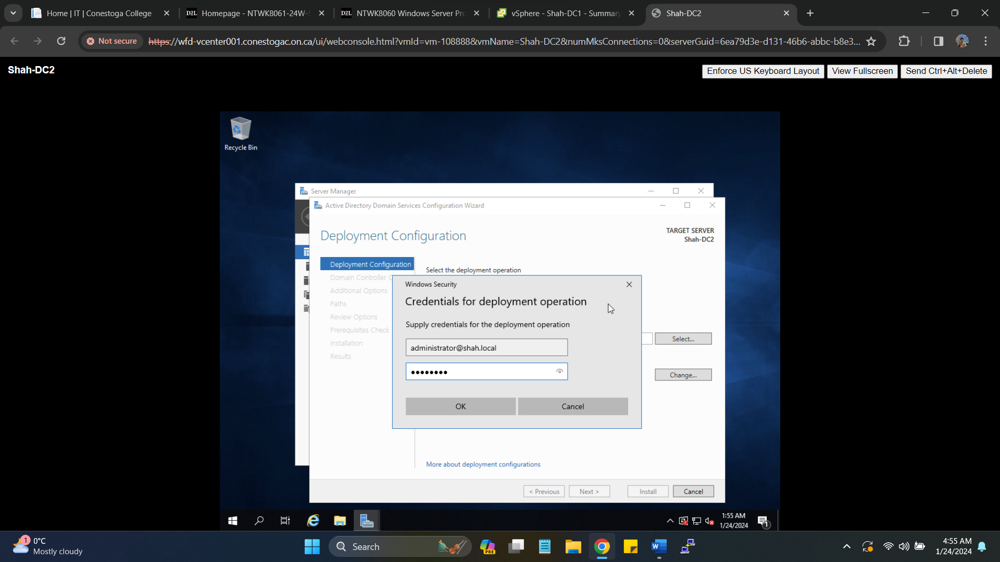 Home | IT | Conestoga College
D2L Homepage - NTWK8061-24W-S
D2L NTWK8060 Windows Server Pro
vSphere - Shah-DC1 - Summary
Shah-DC2
Not secure
https://wfd-vcenter001.conestogac.on.ca/ui/webconsole.html?vmId=vm-108888&vmName=Shah-DC2&numMksConnections=0&serverGuid=6ea79d3e-d131-46b6-abbc-b8e3...
Shah-DC2
Enforce US Keyboard Layout
View Fullscreen
Send Ctrl+Alt+Delete
Recycle Bin
Server Manager
Active Directory Domain Services Configuration Wizard
Deployment Configuration
TARGET SERVER
Shah-DC2
Deployment Configuration
Domain Controller
Additional Options
Paths
Review Options
Prerequisites Check
Installation
Results
Select the deployment operation
Windows Security
Credentials for deployment operation
Supply credentials for the deployment operation
administrator@shah.local
●●●●●●●●
OK
Cancel
Select...
Change...
More about deployment configurations
< Previous
Next >
Install
Cancel
1:55 AM
1/24/2024
1
1
0°C
Mostly cloudy
Search
PRE
W
4:55 AM
1/24/2024